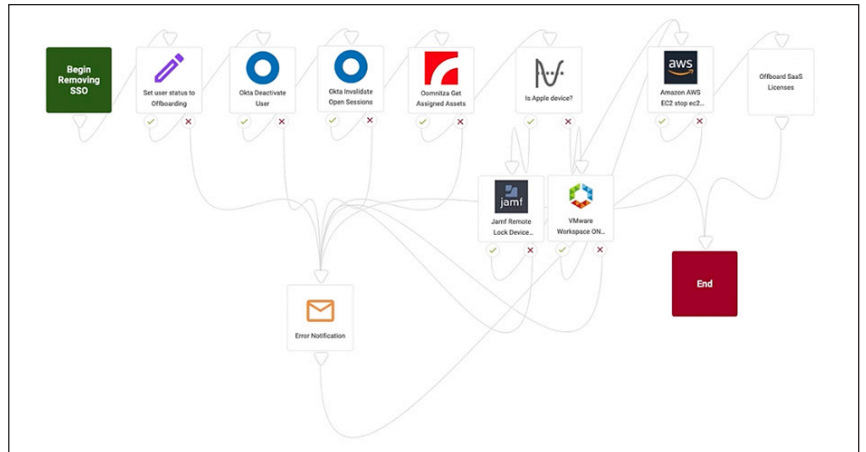 Begin
Removing
SSO
Set user status to
Offboarding
Okta Deactivate
User
Okta Invalidate
Open Sessions
Oomnitza Get
Assigned Assets
Is Apple device?
aws
Amazon AWS
EC2 stop ec2...
Offboard SaaS
Licenses
jamf
Jamf Remote
Lock Device...
VMware
Workspace ON...
Error Notification
End